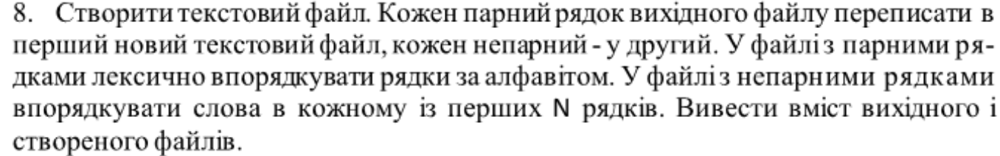 8. Створити текстовий файл. Кожен парний рядок вихідного файлу переписати в
перший новий текстовий файл, кожен непарний - у другий. У файлі з парними ря-
дками лексично впорядкувати рядки за алфавітом. У файлі з непарними рядками
впорядкувати слова в кожному із перших N рядків. Вивести вміст вихідного і
створеного файлів.